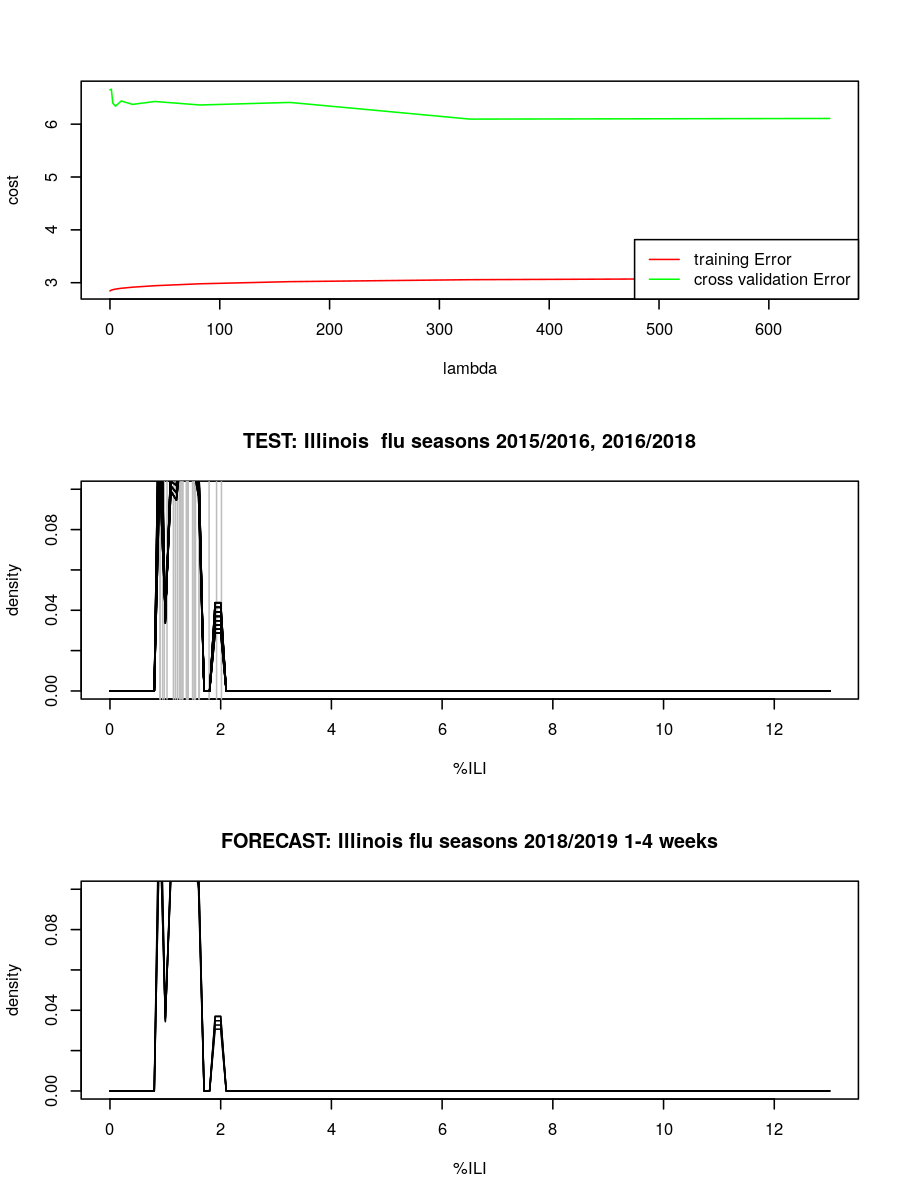 6
5
4
3
cost
training Error
cross validation Error
0 100 200 300 400 500 600
lambda
TEST: Illinois  flu seasons 2015/2016, 2016/2018
0.08
0.04
0.00
density
0 2 4 6 8 10 12
%ILI
FORECAST: Illinois flu seasons 2018/2019 1-4 weeks
0.08
0.04
0.00
density
0 2 4 6 8 10 12
%ILI